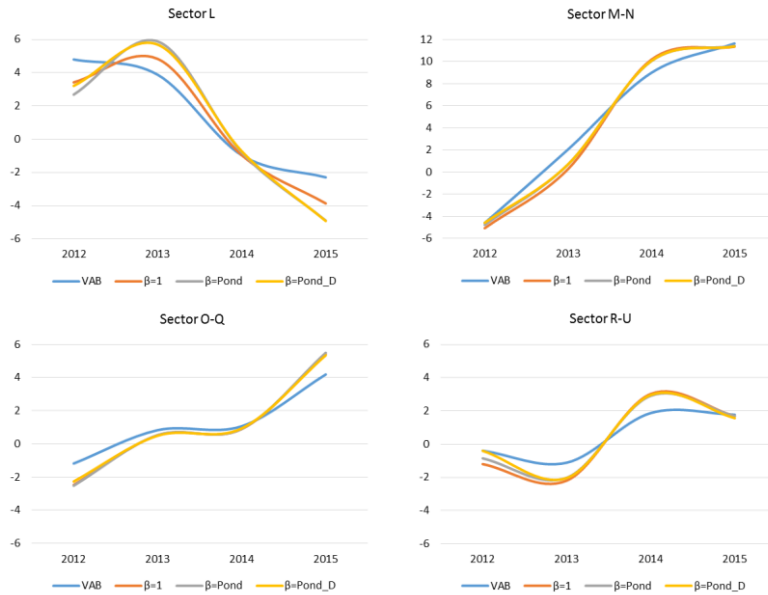 Sector L
6
4
2
0
-2
-4
-6
2012 2013 2014 2015
VAB β=1 β=Pond β=Pond_D
Sector M-N
12
10
8
6
4
2
0
-2
-4
-6
2012 2013 2014 2015
VAB β=1 β=Pond β=Pond_D
Sector O-Q
6
4
2
0
-2
-4
-6
2012 2013 2014 2015
VAB β=1 β=Pond β=Pond_D
Sector R-U
6
4
2
0
-2
-4
-6
2012 2013 2014 2015
VAB β=1 β=Pond β=Pond_D